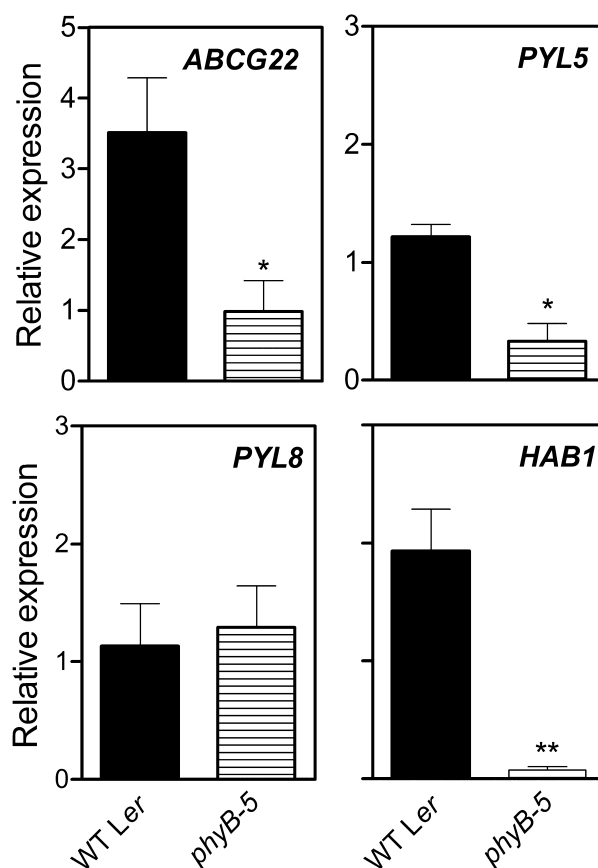 Relative expression
5
4
3
2
1
0
ABCG22
*
3
2
1
0
PYL5
*
Relative expression
3
2
1
0
PYL8
WT Ler
phyB-5
HAB1
**
WT Ler
phyB-5